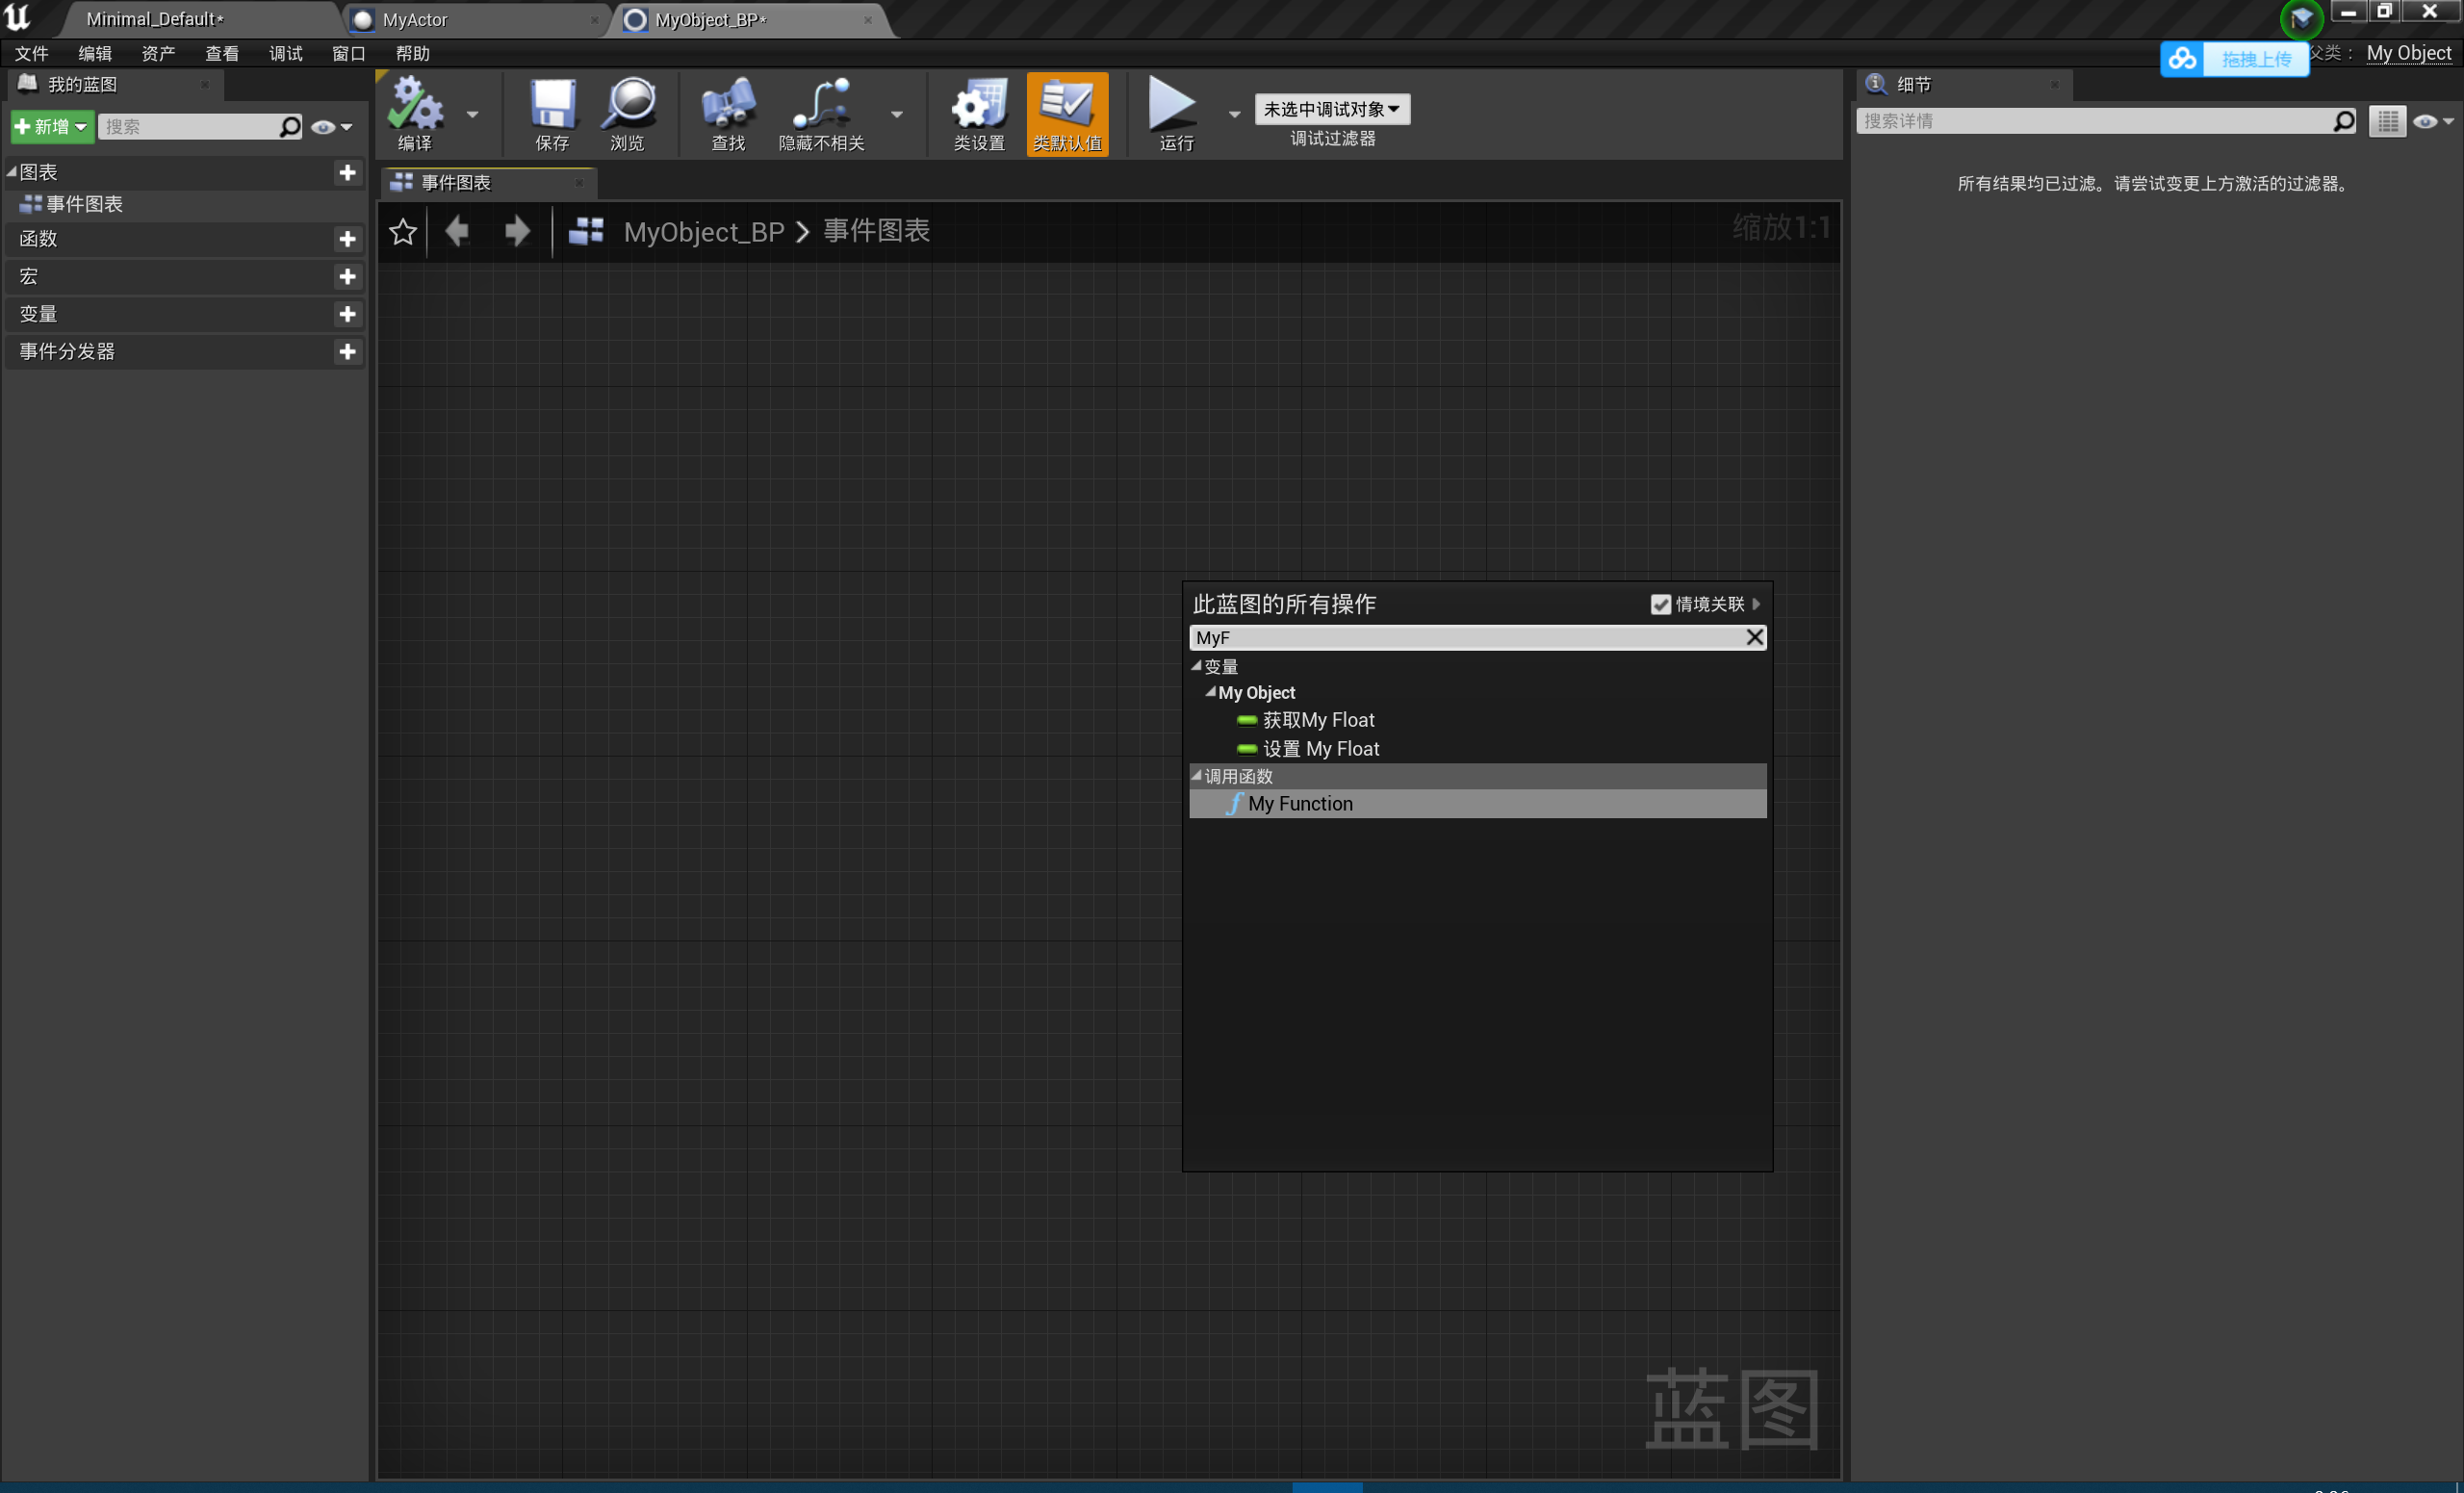 Minimal_Default*
MyActor
MyObject_BP*
文件 编辑 资产 查看 调试 窗口 帮助
拖拽上传
父类： My Object
我的蓝图
新增
搜索
图表
事件图表
函数
宏
变量
事件分发器
编译
保存
浏览
查找
隐藏不相关
类设置
类默认值
运行
未选中调试对象
调试过滤器
事件图表
MyObject_BP
事件图表
缩放1:1
此蓝图的所有操作
情境关联
MyF
变量
My Object
获取My Float
设置 My Float
调用函数
My Function
蓝图
细节
搜索详情
所有结果均已过滤。请尝试变更上方激活的过滤器。